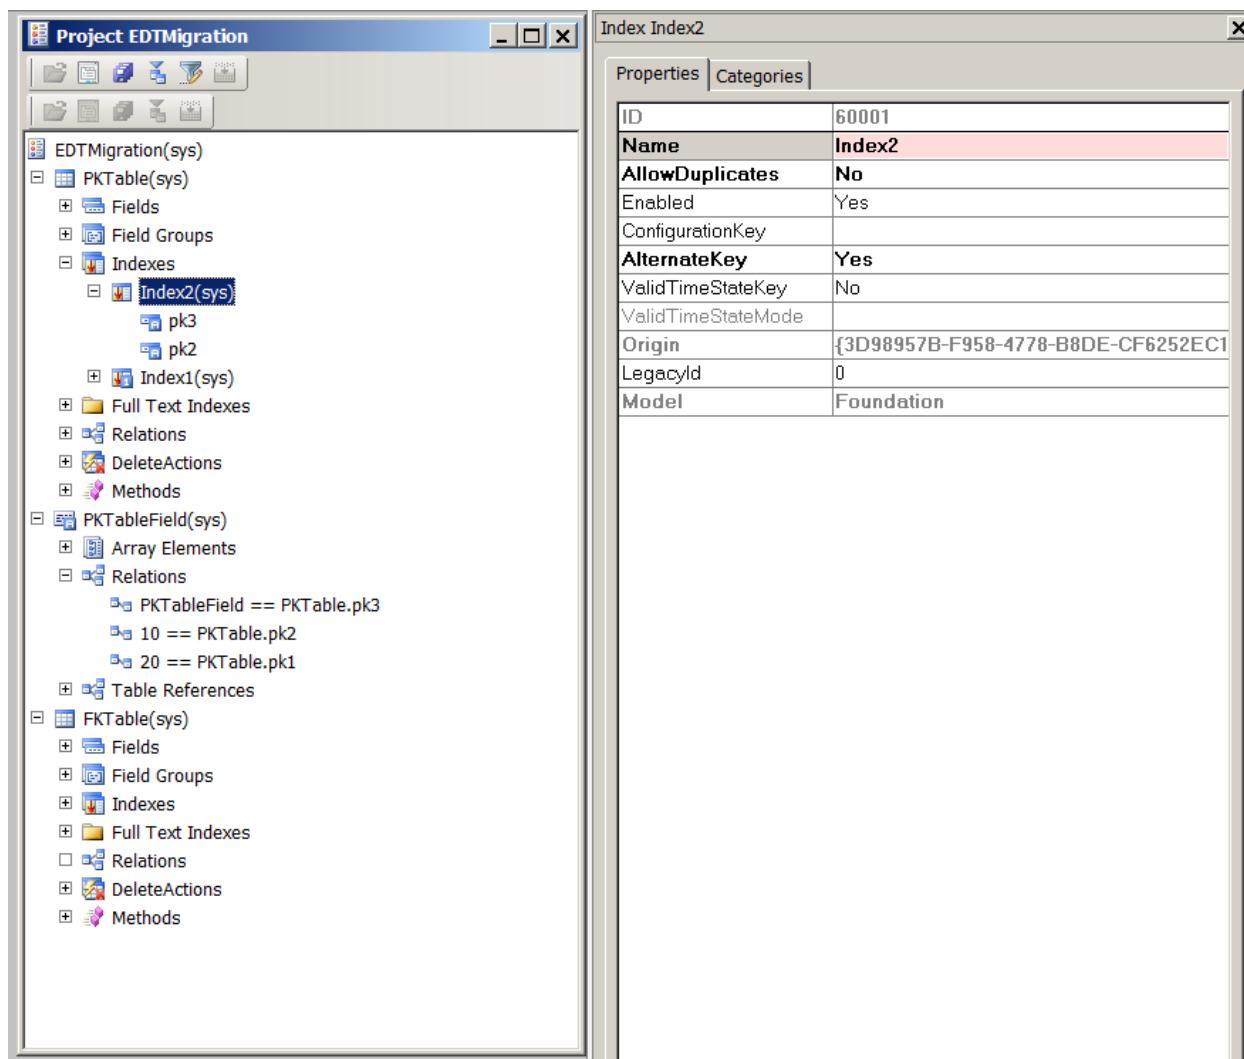 Project EDTMigration
EDTMigration(sys)
PKTable(sys)
Fields
Field Groups
Indexes
Index2(sys)
pk3
pk2
Index1(sys)
Full Text Indexes
Relations
DeleteActions
Methods
PKTableField(sys)
Array Elements
Relations
PKTableField == PKTable.pk3
10 == PKTable.pk2
20 == PKTable.pk1
Table References
FKTable(sys)
Fields
Field Groups
Indexes
Full Text Indexes
Relations
DeleteActions
Methods
Index Index2
Properties Categories
ID 60001
Name Index2
AllowDuplicates No
Enabled Yes
ConfigurationKey
AlternateKey Yes
ValidTimeStateKey No
ValidTimeStateMode
Origin {3D98957B-F958-4778-B8DE-CF6252EC1
LegacyId 0
Model Foundation